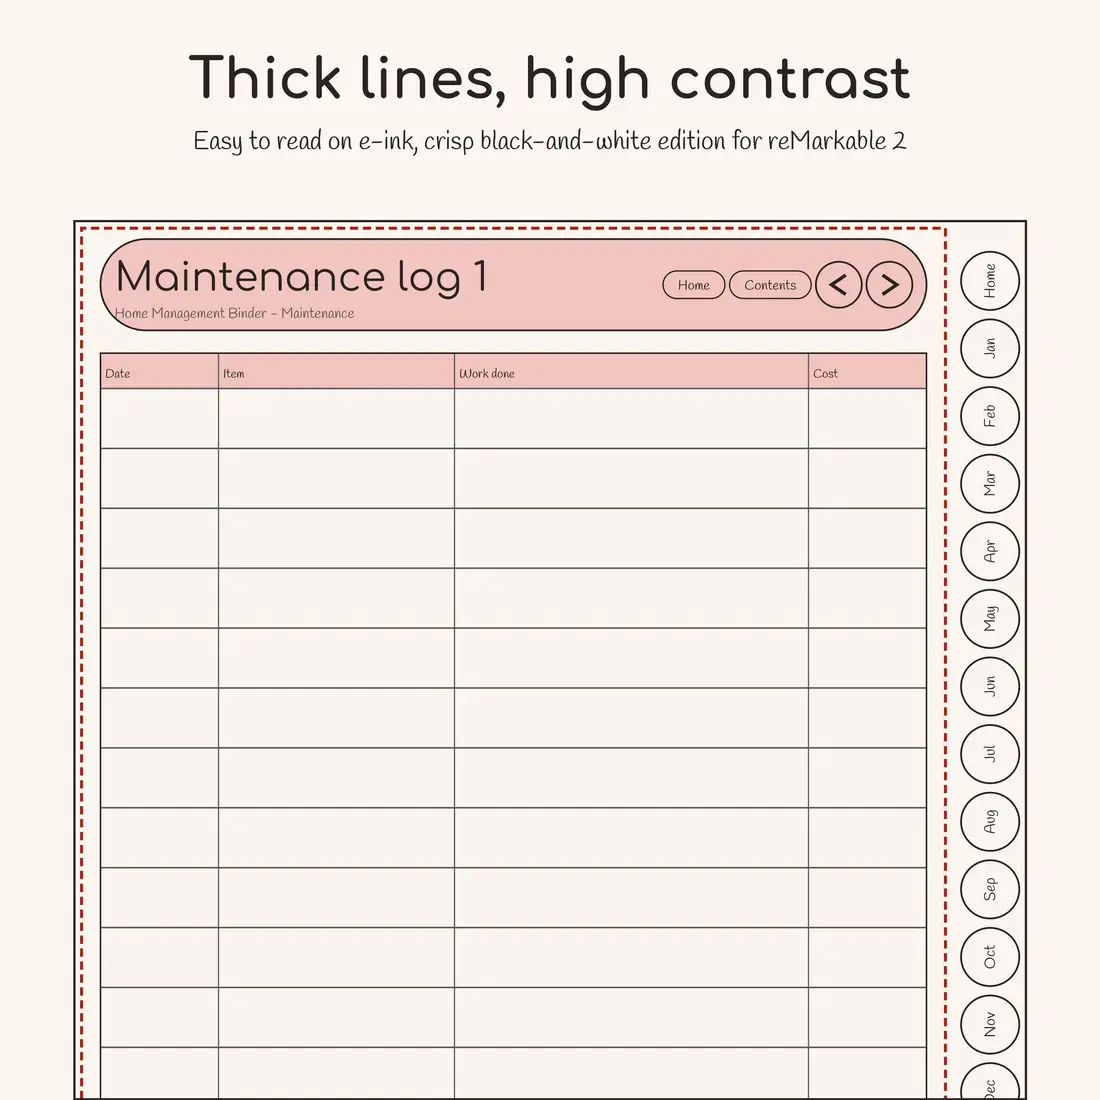 Thick lines, high contrast
Easy to read on e-ink, crisp black-and-white edition for reMarkable 2
Maintenance log 1
Home Management Binder - Maintenance
Home Contents < >
Date Item Work done Cost
Home
Jan
Feb
Mar
Apr
May
Jun
Jul
Aug
Sep
Oct
Nov
Dec